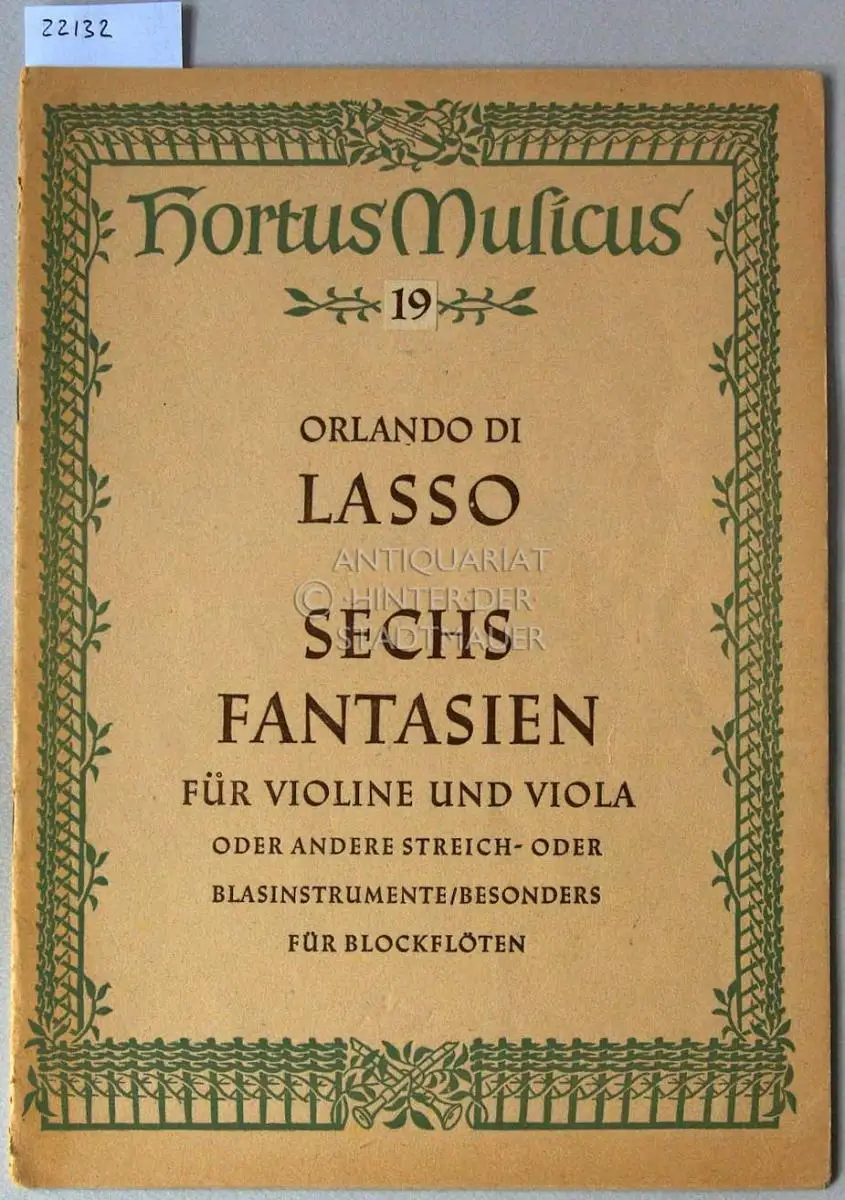 22132
Hortus Muſicus
19
ORLANDO DI
LASSO
ANTIQUARIAT
© HINTER·DER
STADTMAUER
SECHS
FANTASIEN
FÜR VIOLINE UND VIOLA
ODER ANDERE STREICH- ODER
BLASINSTRUMENTE/BESONDERS
FÜR BLOCKFLÖTEN